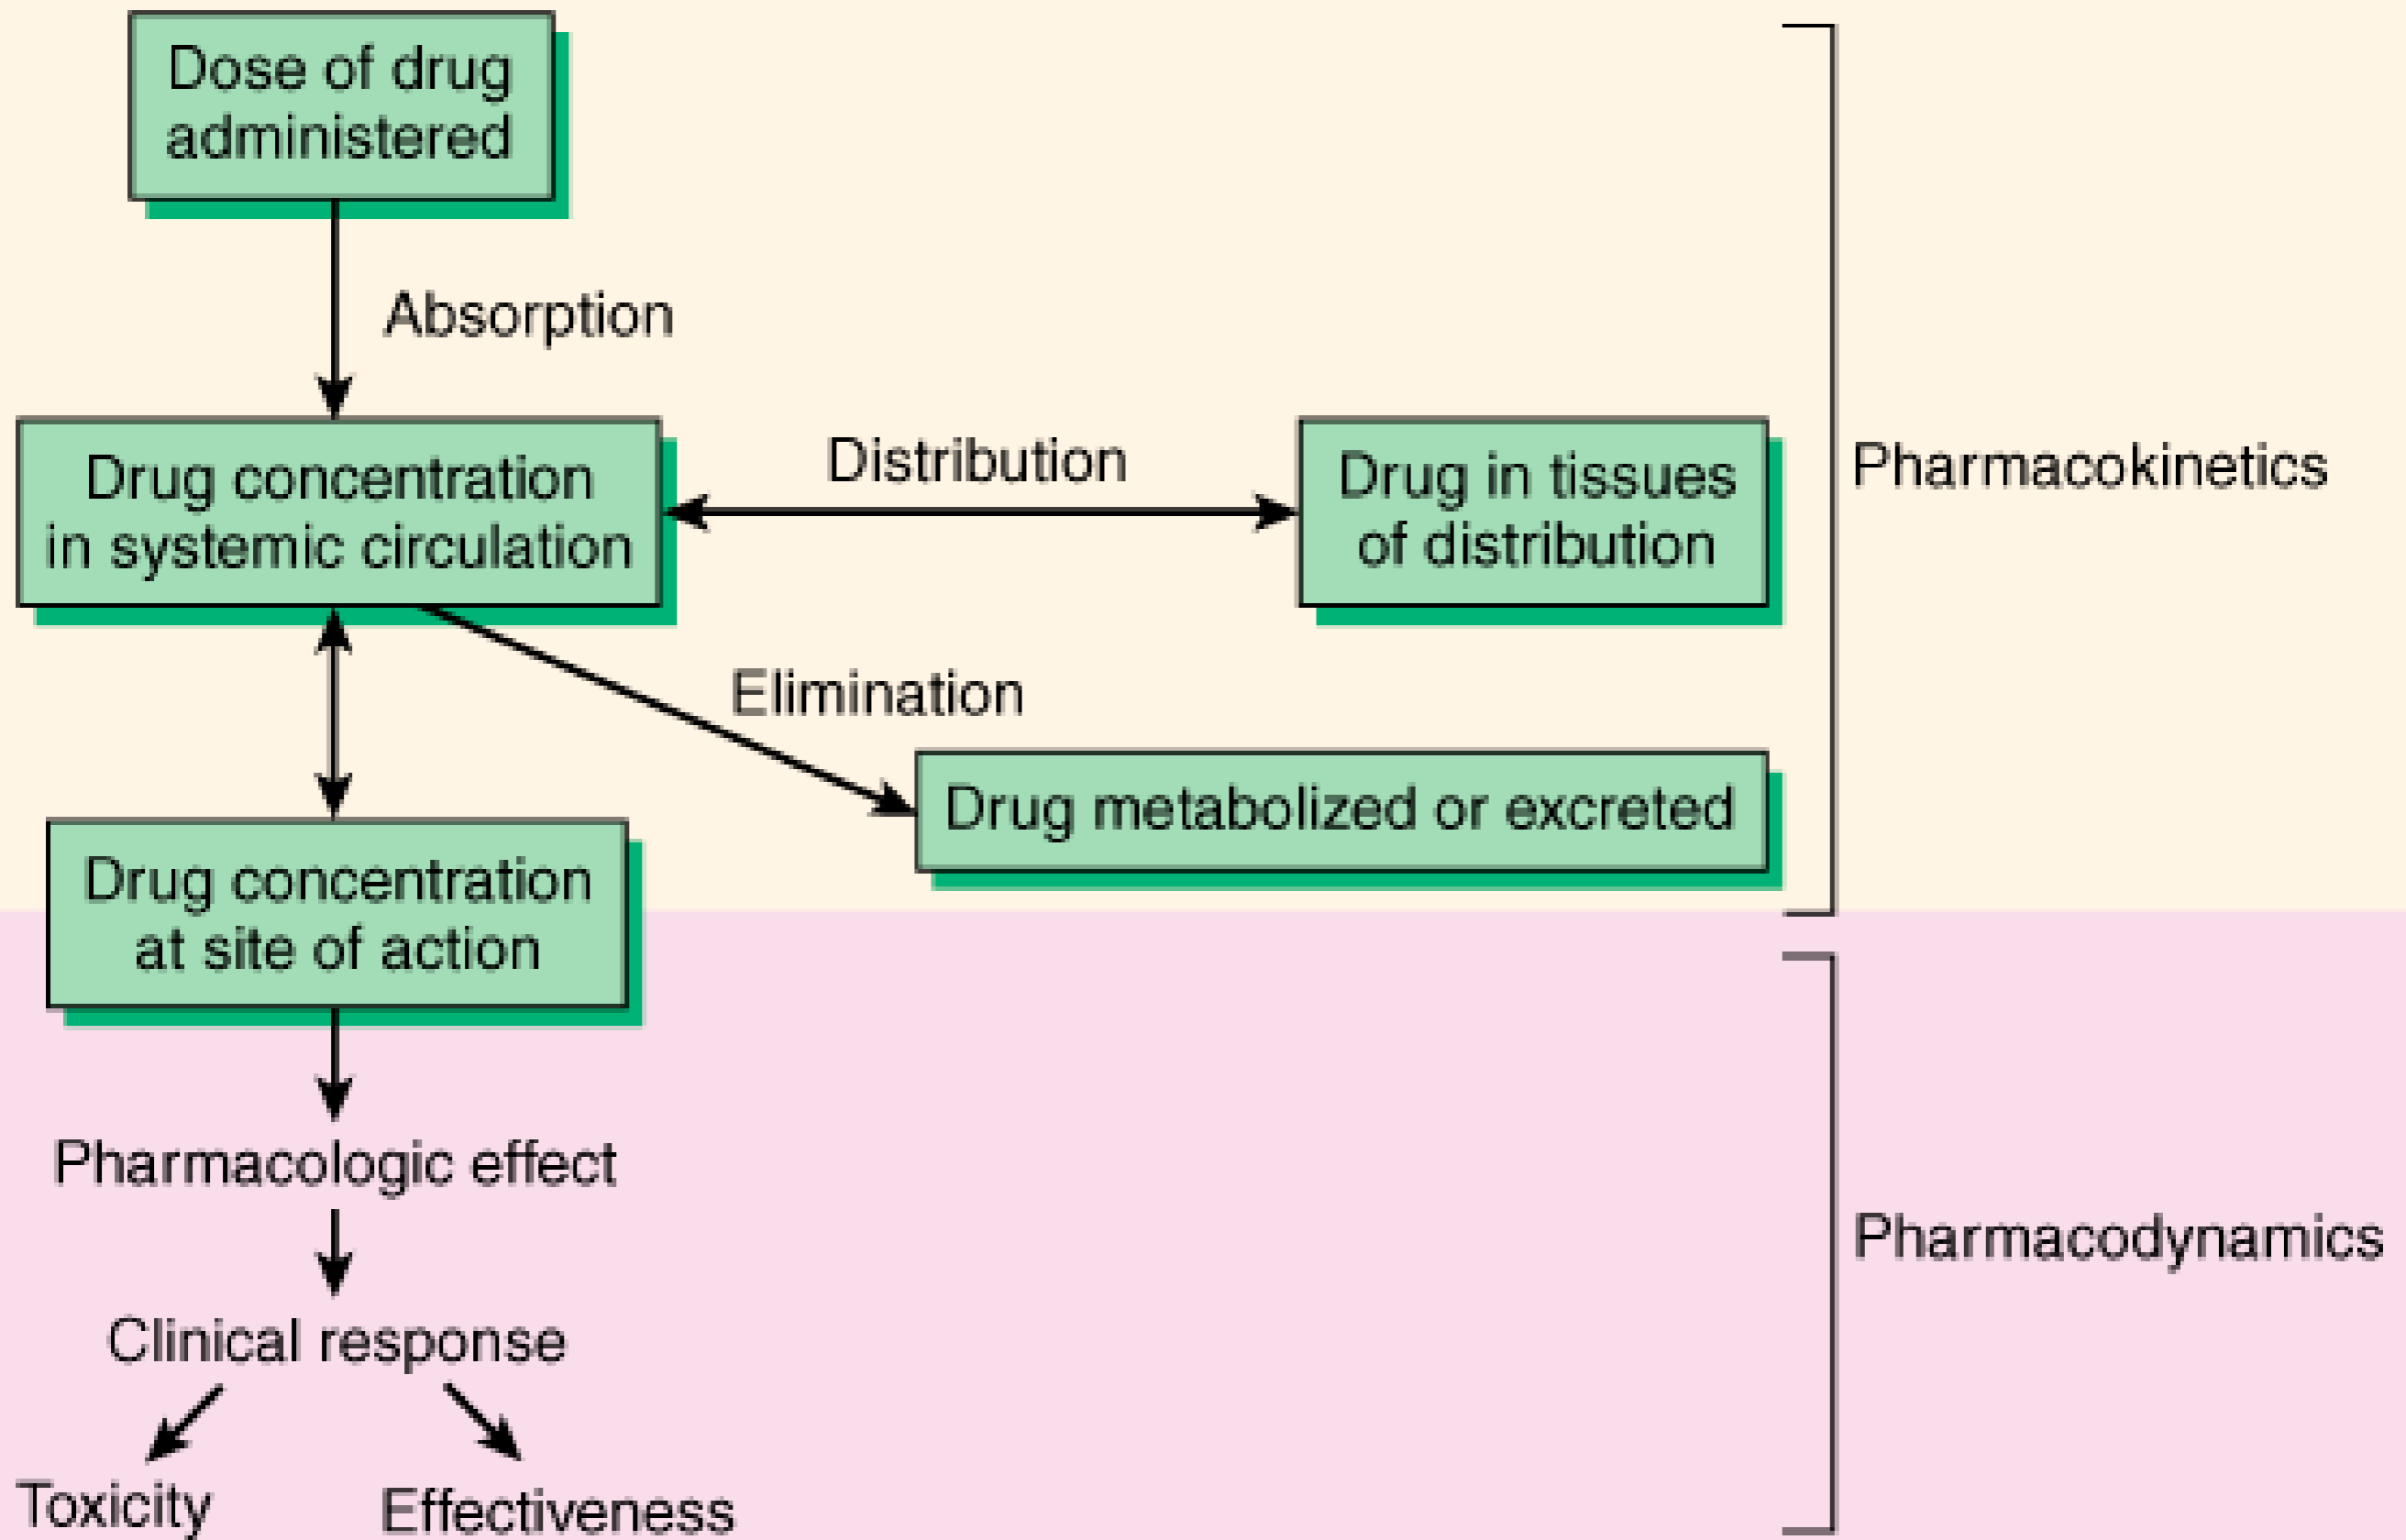 Dose of drug
administered
Absorption
Drug concentration
in systemic circulation
Distribution
Drug in tissues
of distribution
Pharmacokinetics
Elimination
Drug metabolized or excreted
Drug concentration
at site of action
Pharmacologic effect
Pharmacodynamics
Clinical response
Toxicity
Effectiveness